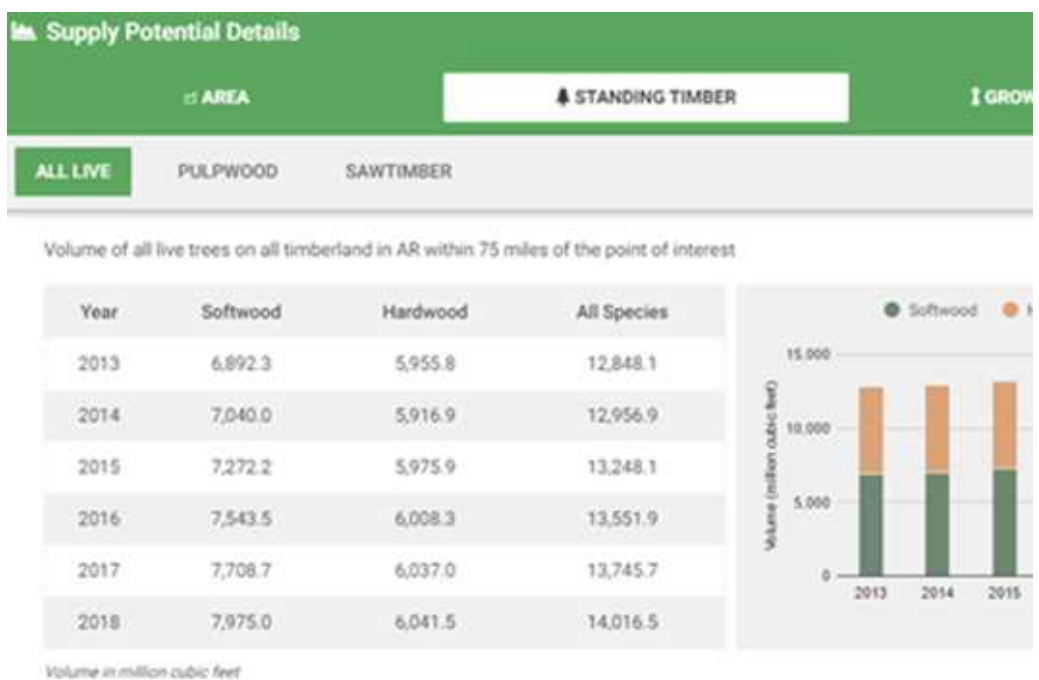 Supply Potential Details
AREA
STANDING TIMBER
GROW
ALL LIVE
PULPWOOD
SAWTIMBER
Volume of all live trees on all timberland in AR within 75 miles of the point of interest
Year Softwood Hardwood All Species
2013 6,892.3 5,955.8 12,848.1
2014 7,040.0 5,916.9 12,956.9
2015 7,272.2 5,975.9 13,248.1
2016 7,543.5 6,008.3 13,551.9
2017 7,708.7 6,037.0 13,745.7
2018 7,975.0 6,041.5 14,016.5
Volume in million cubic feet
Softwood H
Volume (million cubic feet)
15.000
10.000
5.000
0
2013 2014 2015